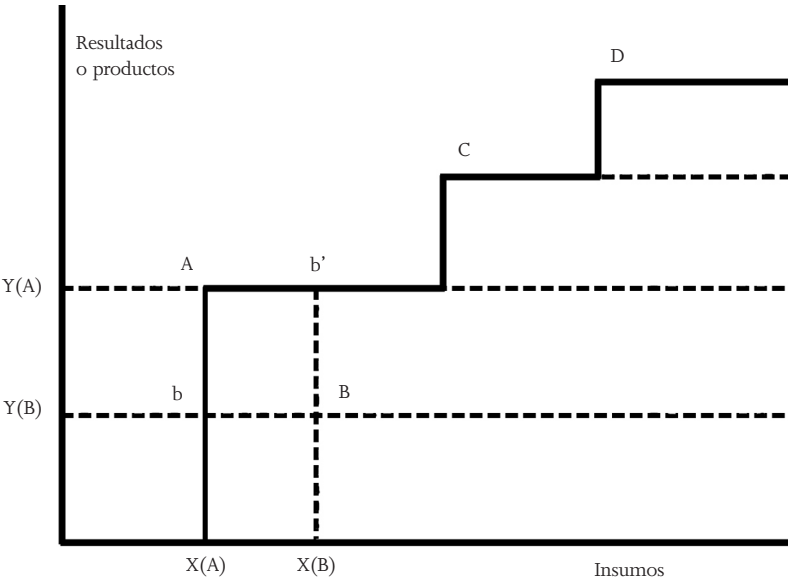 Resultados
o productos
D
C
A
b’
Y(A)
b
B
Y(B)
X(A)
X(B)
Insumos